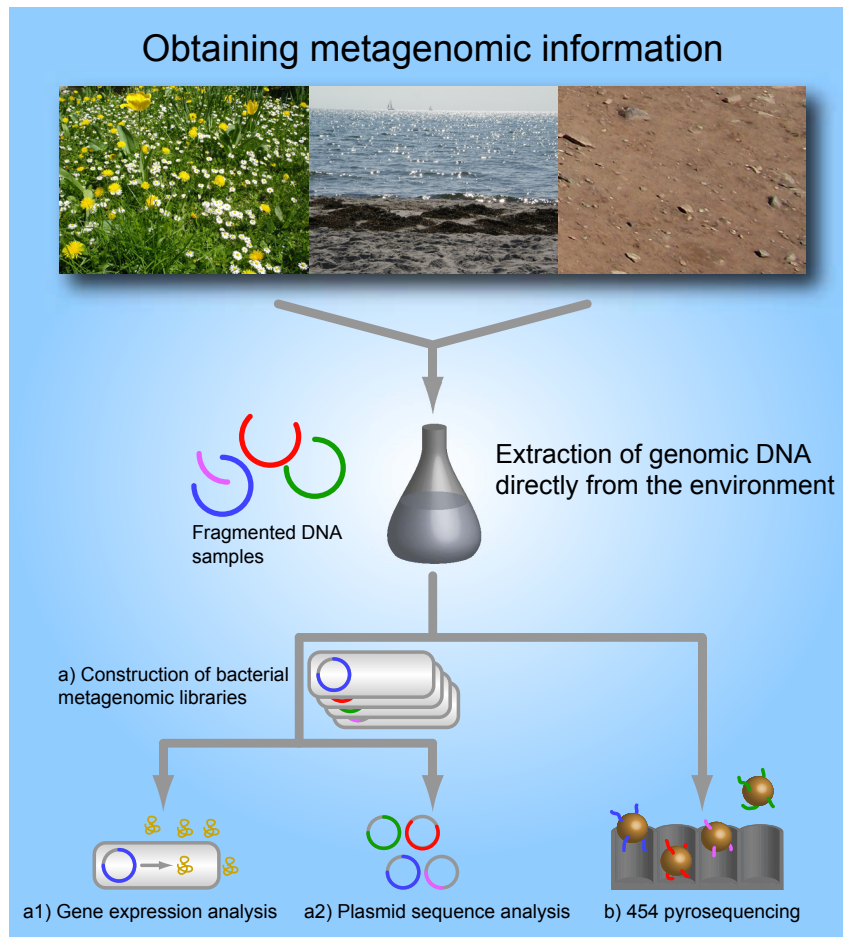 Obtaining metagenomic information
Extraction of genomic DNA
directly from the environment
Fragmented DNA
samples
a) Construction of bacterial
metagenomic libraries
a1) Gene expression analysis
a2) Plasmid sequence analysis
b) 454 pyrosequencing